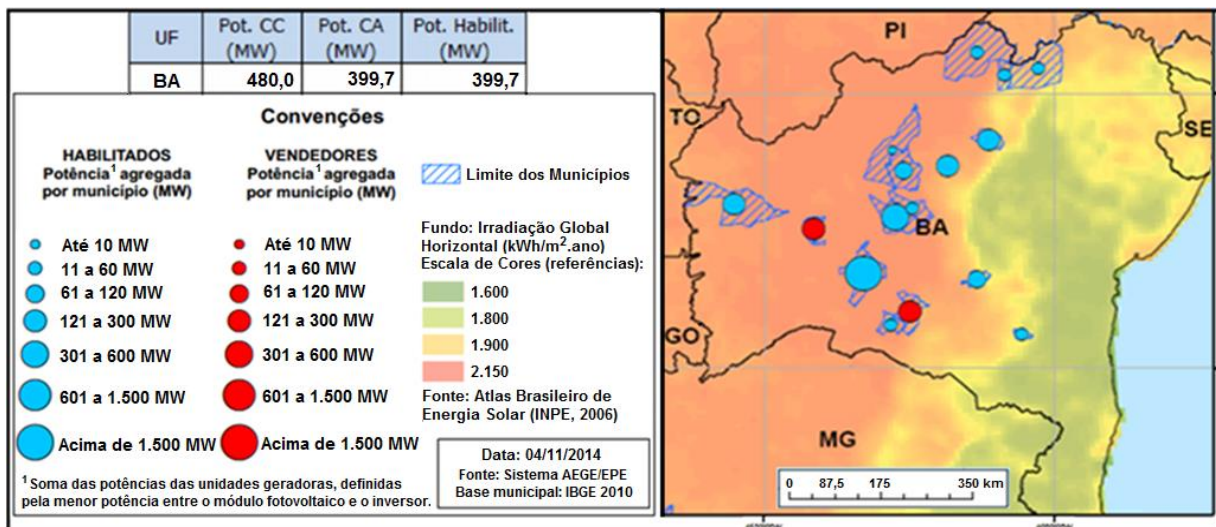 UF Pot. CC (MW) Pot. CA (MW) Pot. Habilit. (MW)
BA 480,0 399,7 399,7
Convenções
HABILITADOS
Potência¹ agregada
por município (MW)
Até 10 MW
11 a 60 MW
61 a 120 MW
121 a 300 MW
301 a 600 MW
601 a 1.500 MW
Acima de 1.500 MW
VENDEDORES
Potência¹ agregada
por município (MW)
Até 10 MW
11 a 60 MW
61 a 120 MW
121 a 300 MW
301 a 600 MW
601 a 1.500 MW
Acima de 1.500 MW
Limite dos Municípios
Fundo: Irradiação Global
Horizontal (kWh/m².ano)
Escala de Cores (referências):
1.600
1.800
1.900
2.150
Fonte: Atlas Brasileiro de
Energia Solar (INPE, 2006)
Data: 04/11/2014
Fonte: Sistema AEGE/EPE
Base municipal: IBGE 2010
¹ Soma das potências das unidades geradoras, definidas
pela menor potência entre o módulo fotovoltaico e o inversor.
PI
TO
SE
BA
GO
MG
0 87,5 175 350 km